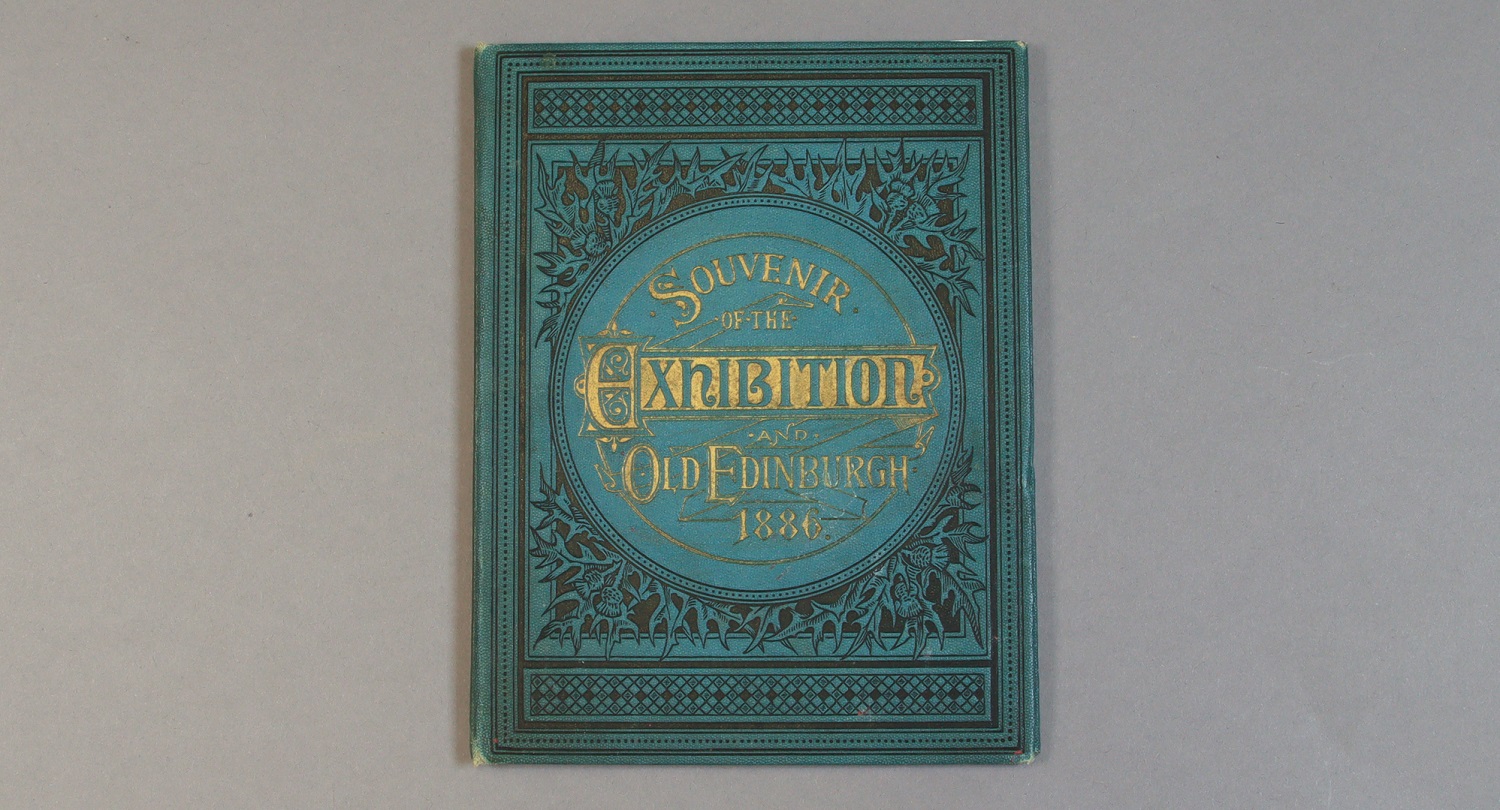 SOUVENIR
OF·THE
EXHIBITION
·AND·
OLD EDINBURGH
1886.